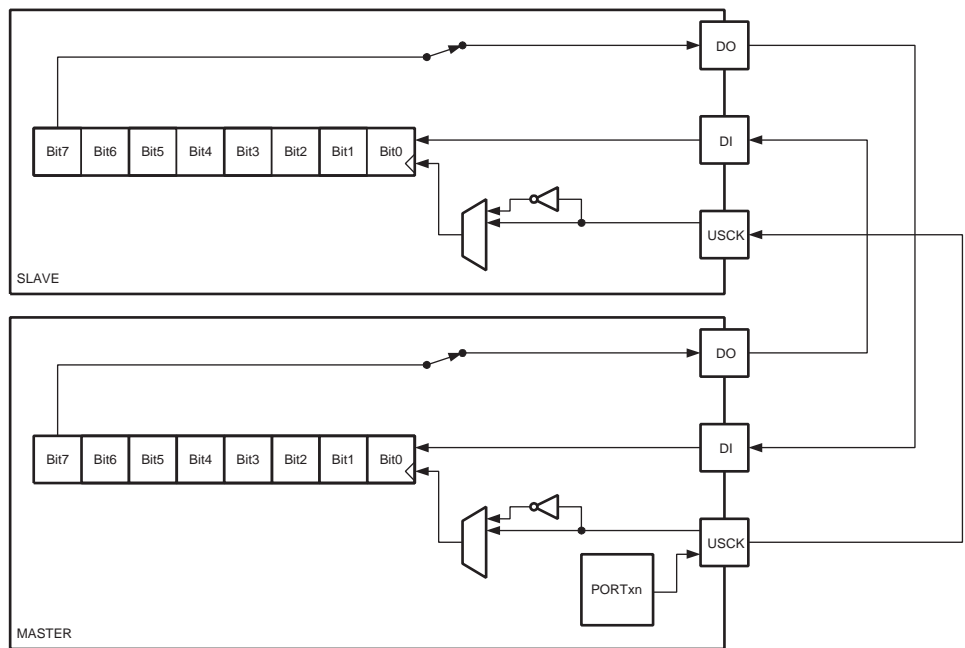 DO
Bit7 Bit6 Bit5 Bit4 Bit3 Bit2 Bit1 Bit0
DI
USCK
SLAVE
DO
Bit7 Bit6 Bit5 Bit4 Bit3 Bit2 Bit1 Bit0
DI
USCK
PORTxn
MASTER